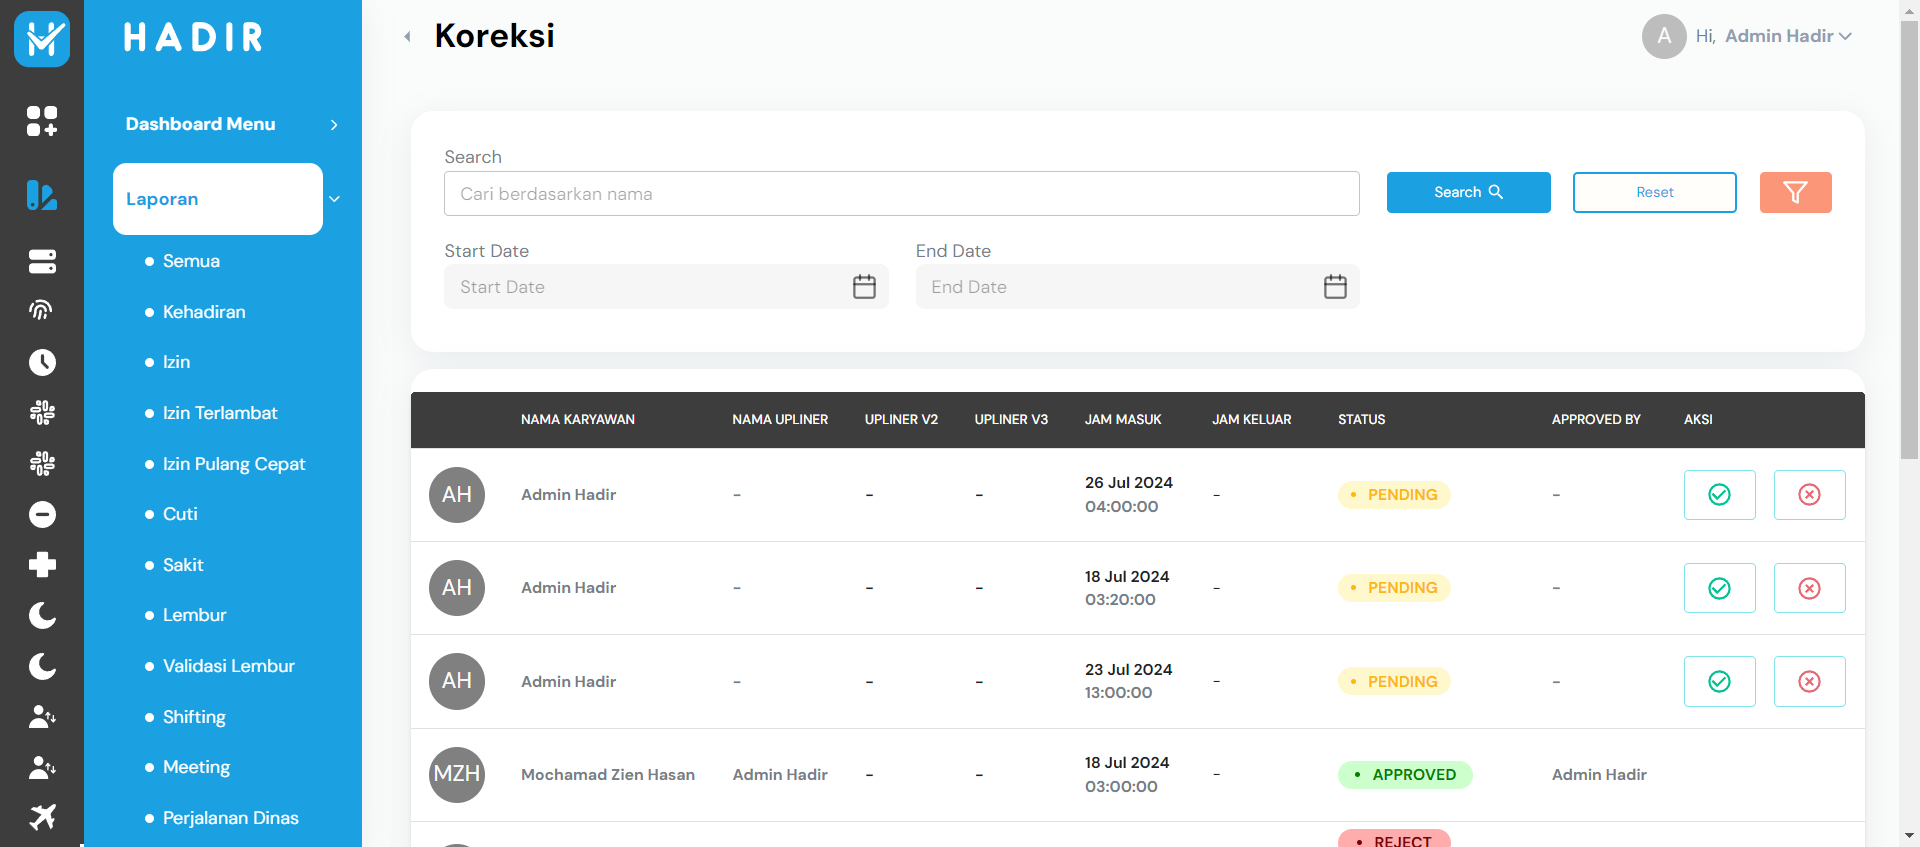 HADIR
Koreksi
A
Hi, Admin Hadir
Dashboard Menu
Laporan
Semua
Kehadiran
Izin
Izin Terlambat
Izin Pulang Cepat
Cuti
Sakit
Lembur
Validasi Lembur
Shifting
Meeting
Perjalanan Dinas
Search
Cari berdasarkan nama
Search
Reset
Start Date
End Date
Start Date
End Date
NAMA KARYAWAN NAMA UPLINER UPLINER V2 UPLINER V3 JAM MASUK JAM KELUAR STATUS APPROVED BY AKSI
AH Admin Hadir - - - 26 Jul 2024 - PENDING -
04:00:00
AH Admin Hadir - - - 18 Jul 2024 - PENDING -
03:20:00
AH Admin Hadir - - - 23 Jul 2024 - PENDING -
13:00:00
MZH Mochamad Zien Hasan Admin Hadir - - 18 Jul 2024 - APPROVED Admin Hadir
03:00:00
REJECT